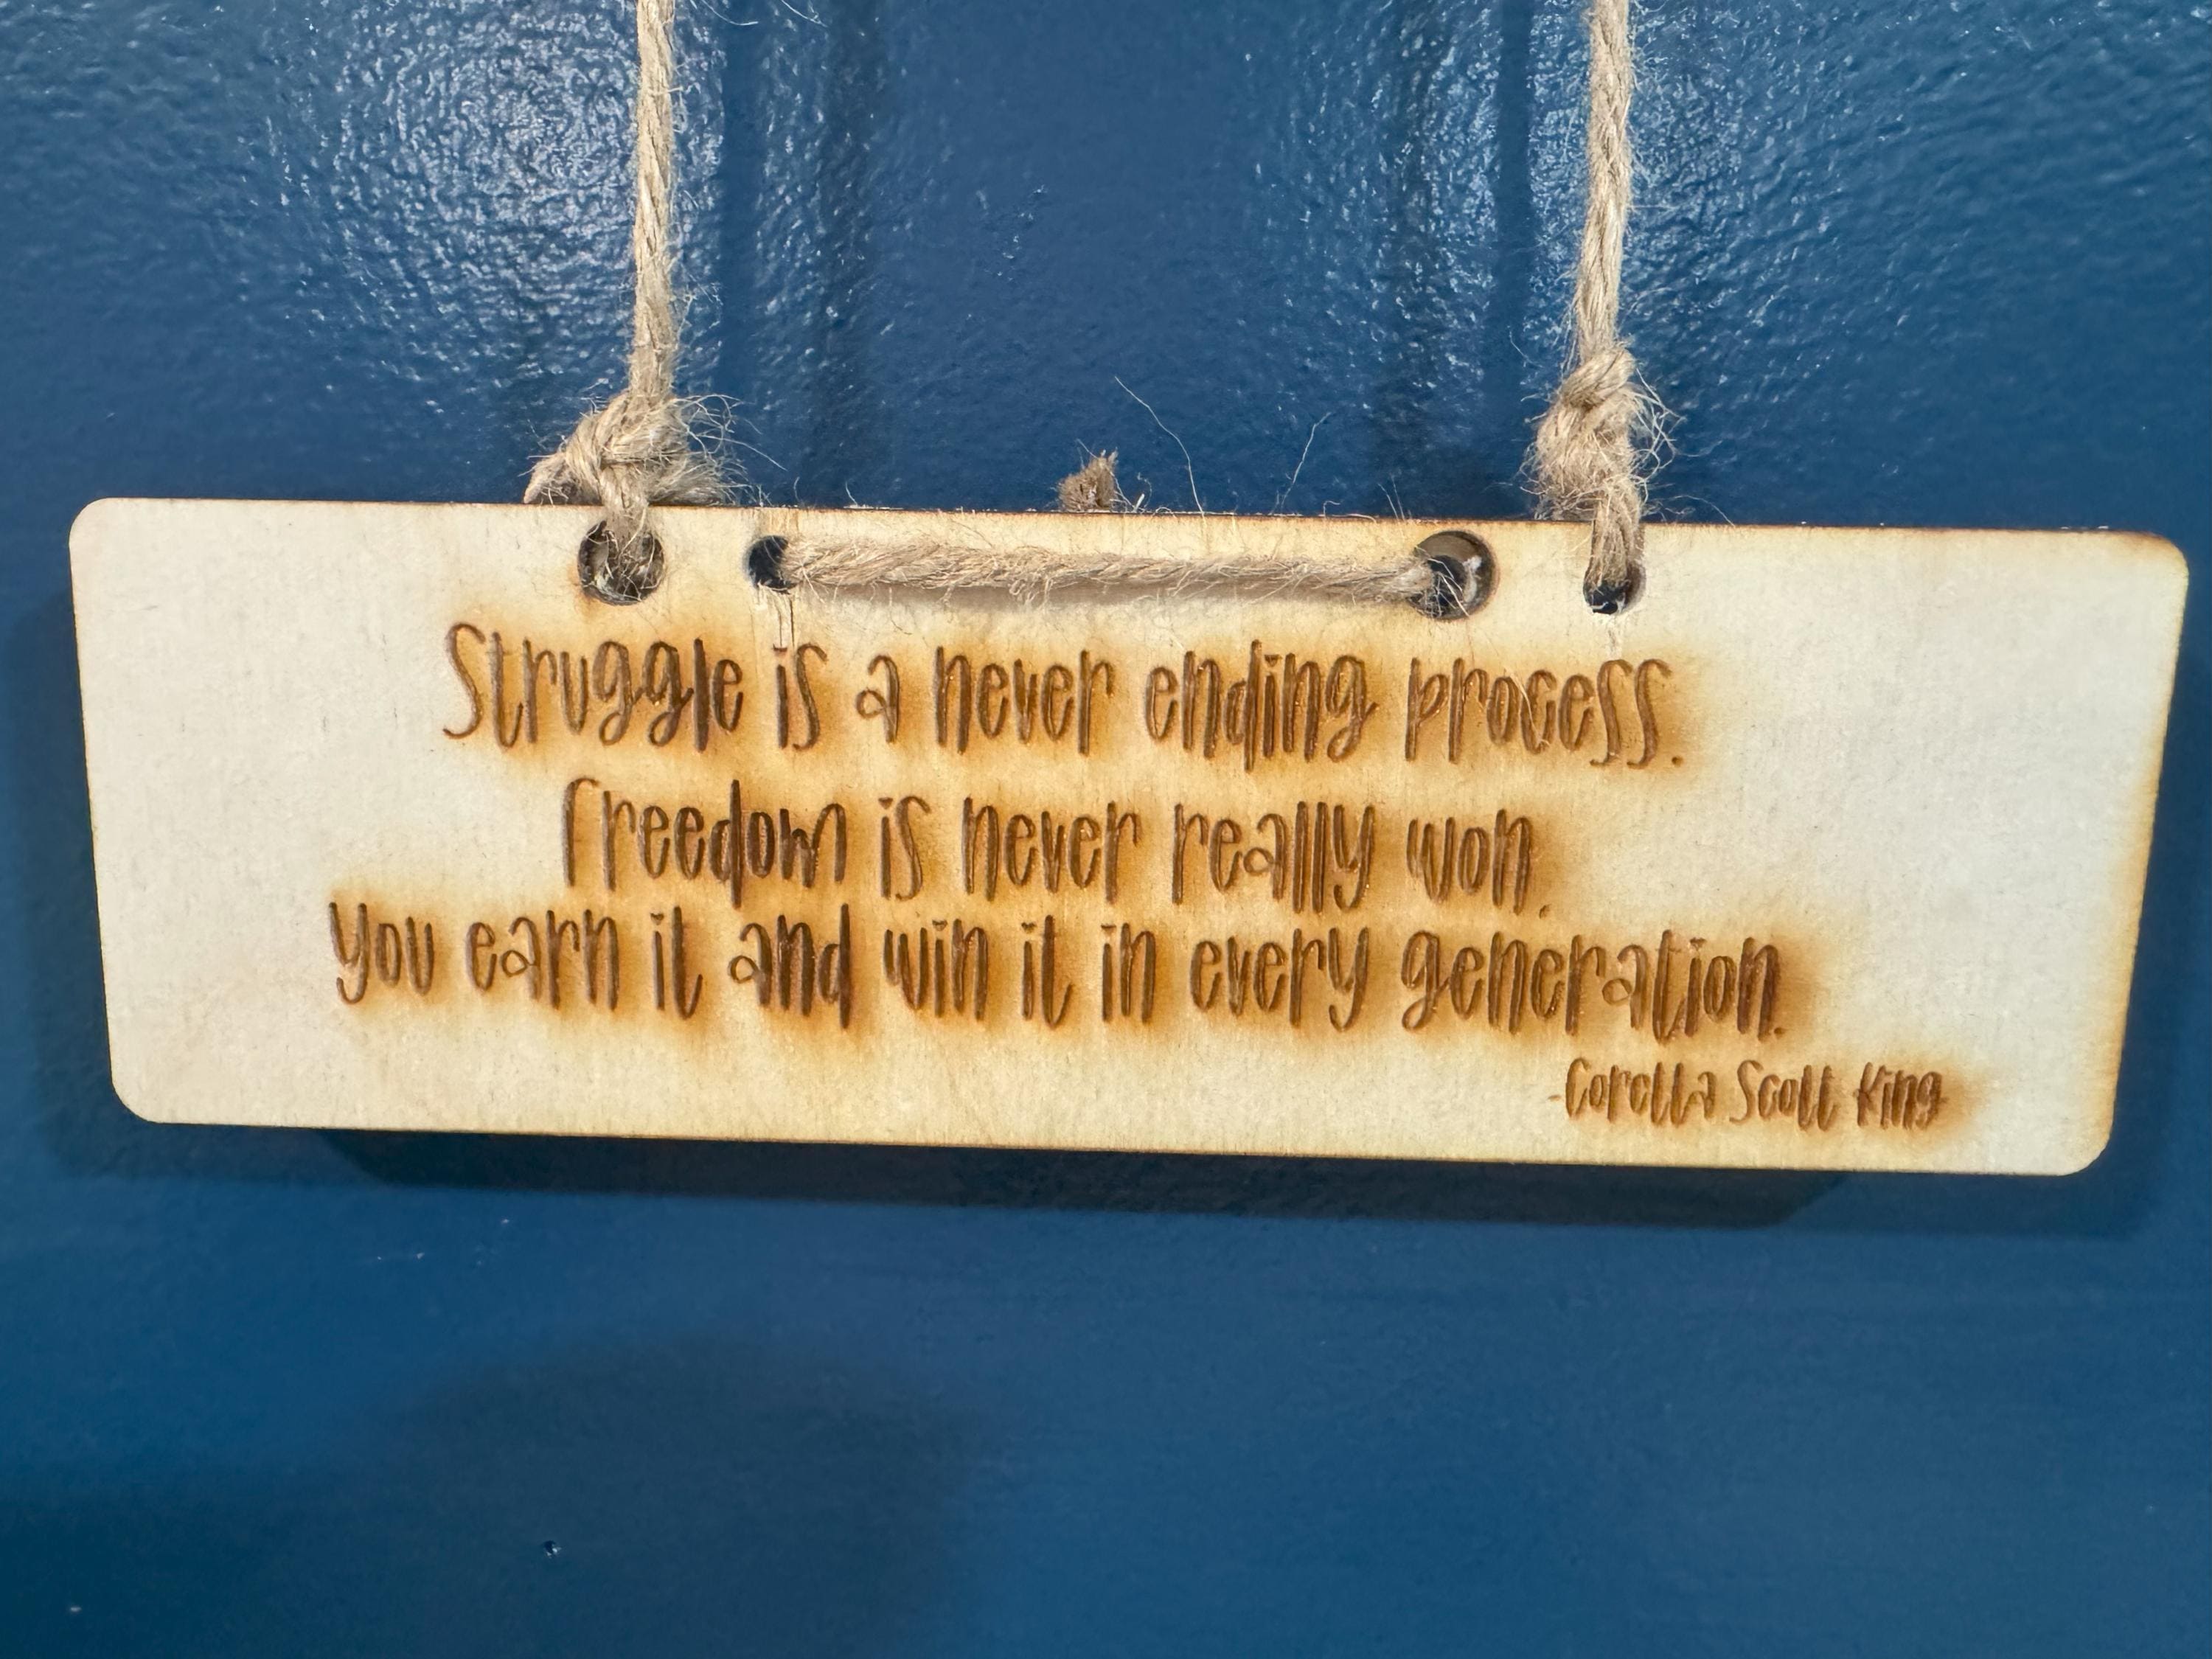 Struggle is a never ending process.
Freedom is never really won.
You earn it and win it in every generation.
-Coretta Scott King